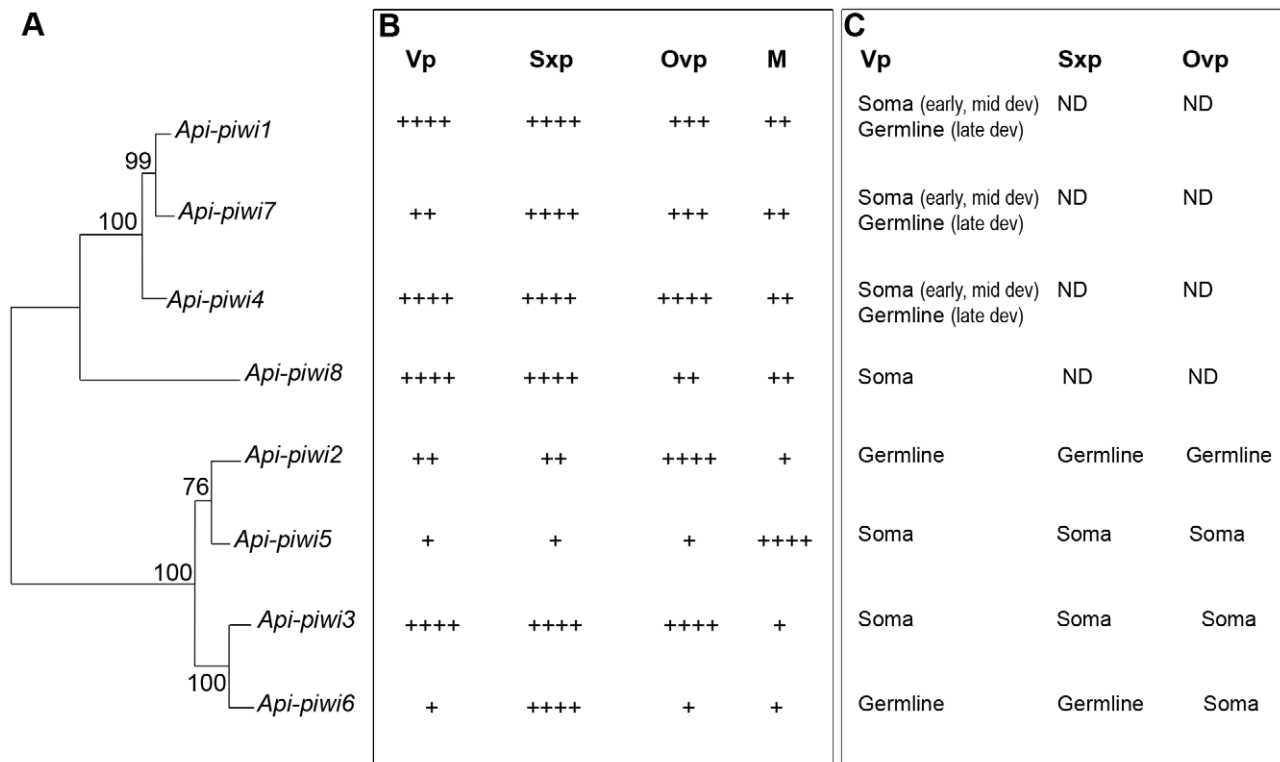 A
B
C
Vp Sxp Ovp M
Vp Sxp Ovp
Api-piwi1 ++++ ++++ +++ ++ Soma (early, mid dev) ND ND
Germline (late dev)
99
Api-piwi7 ++ ++++ +++ ++ Soma (early, mid dev) ND ND
Germline (late dev)
100
Api-piwi4 ++++ ++++ ++++ ++ Soma (early, mid dev) ND ND
Germline (late dev)
Api-piwi8 ++++ ++++ ++ ++ Soma ND ND
Api-piwi2 ++ ++ ++++ + Germline Germline Germline
76
Api-piwi5 + + + ++++ Soma Soma Soma
100
Api-piwi3 ++++ ++++ ++++ + Soma Soma Soma
100
Api-piwi6 + ++++ + + Germline Germline Soma